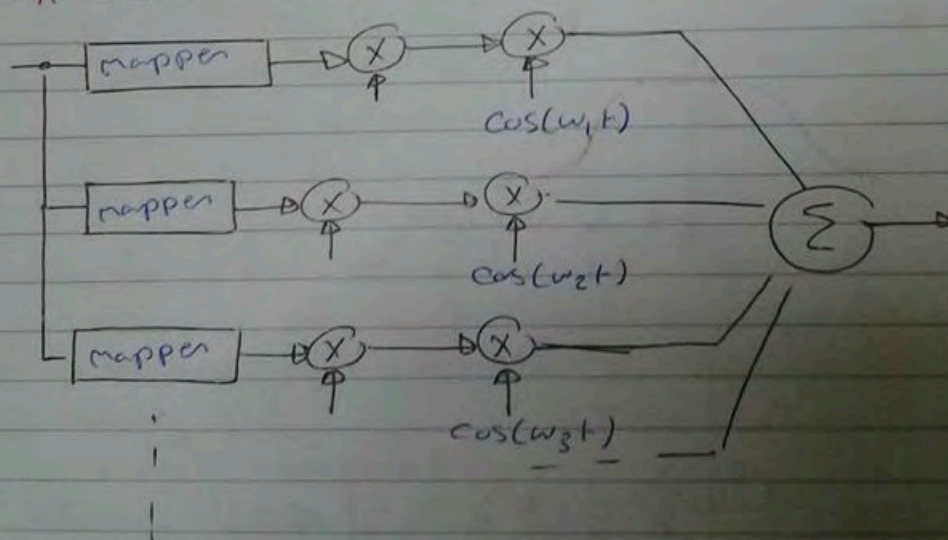 mapper
X
X
cos(w₁t)
mapper
X
X
Σ
cos(w₂t)
mapper
X
X
cos(w₃t)